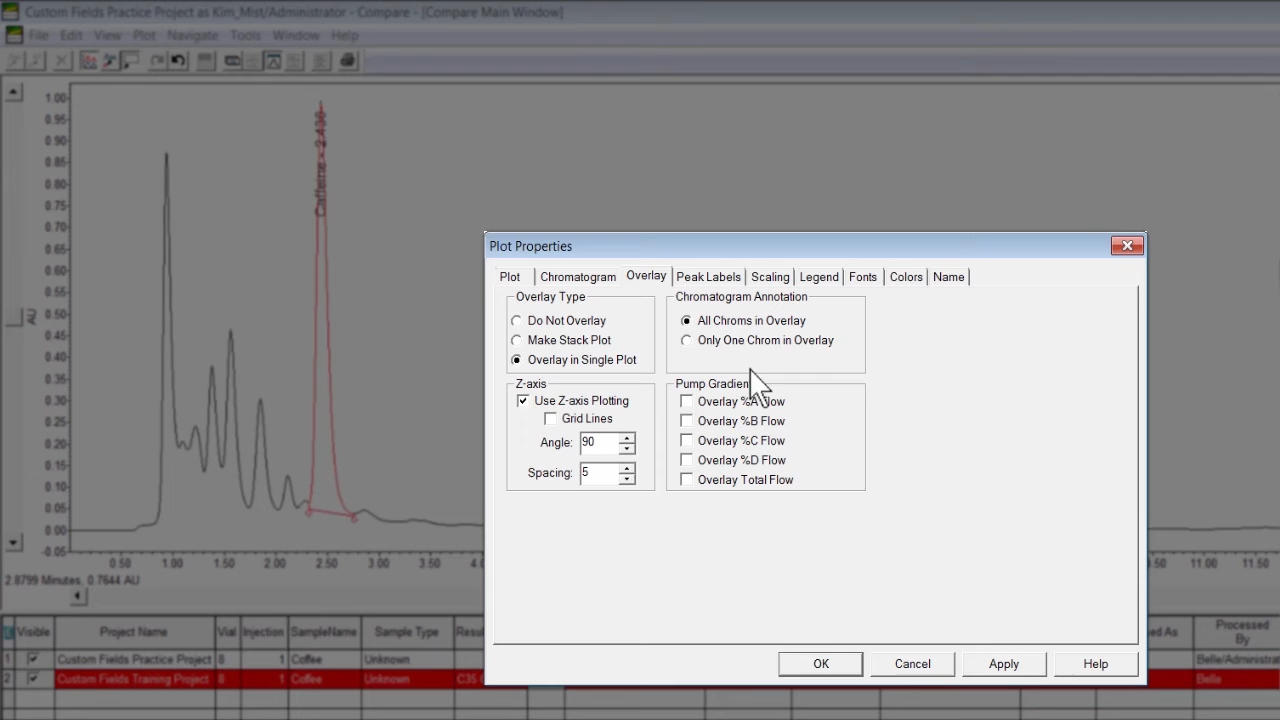 Custom Fields Practice Project as Kim_Mist/Administrator - Compare - [Compare Main Window]
File Edit View Plot Navigate Tools Window Help
1.00
0.95
0.90
0.85
0.80
0.75
0.70
0.65
0.60
0.55
0.50
0.45
0.40
0.35
0.30
0.25
0.20
0.15
0.10
0.05
0.00
-0.05
AU
Caffeine - 2.436
0.50 1.00 1.50 2.00 2.50 3.00 3.50 11.00 11.50
2.8799 Minutes, 0.7644 AU
Plot Properties
Plot Chromatogram Overlay Peak Labels Scaling Legend Fonts Colors Name
Overlay Type
Do Not Overlay
Make Stack Plot
Overlay in Single Plot
Chromatogram Annotation
All Chroms in Overlay
Only One Chrom in Overlay
Z-axis
Use Z-axis Plotting
Grid Lines
Angle: 90
Spacing: 5
Pump Gradien
Overlay %A Flow
Overlay %B Flow
Overlay %C Flow
Overlay %D Flow
Overlay Total Flow
OK Cancel Apply Help
Visible Project Name Vial Injection SampleName Sample Type Resul ed As Processed By
1 Custom Fields Practice Project 8 1 Coffee Unknown Belle/Administra
2 Custom Fields Training Project 8 1 Coffee Unknown C35 Belle